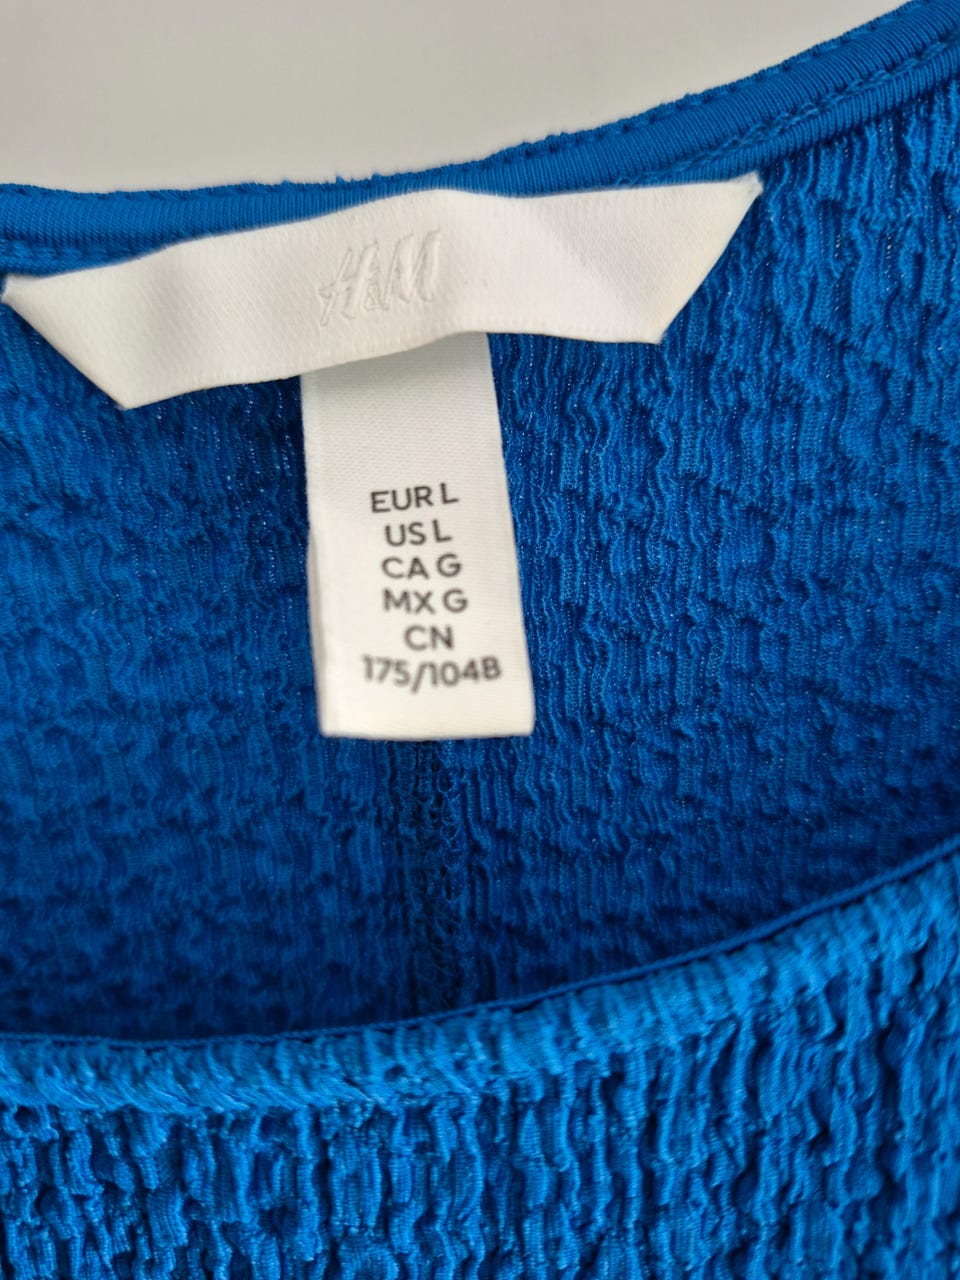 H&M
EUR L
US L
CA G
MX G
CN
175/104B